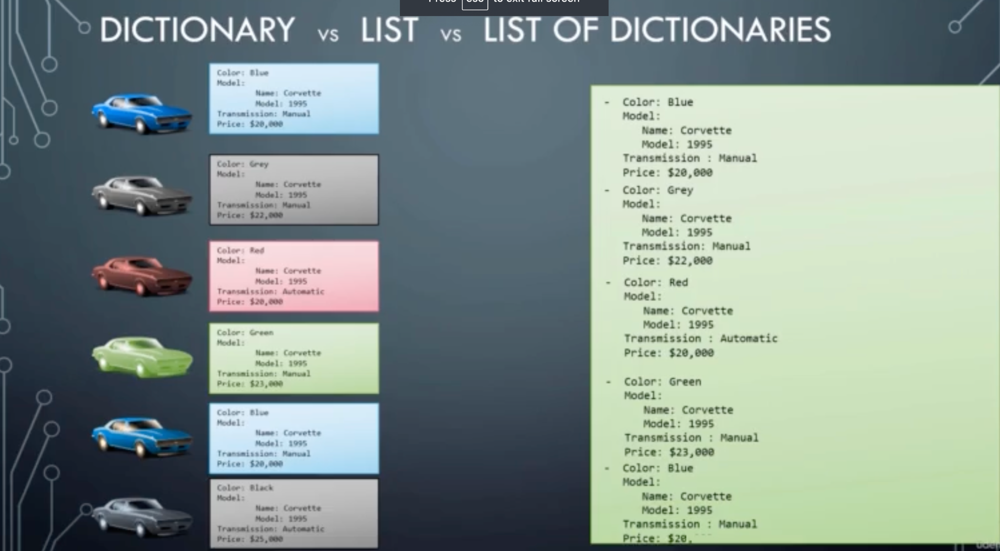 Press esc to exit full screen
DICTIONARY vs LIST vs LIST OF DICTIONARIES
Color: Blue
Model:
Name: Corvette
Model: 1995
Transmission: Manual
Price: $20,000
Color: Grey
Model:
Name: Corvette
Model: 1995
Transmission: Manual
Price: $22,000
Color: Red
Model:
Name: Corvette
Model: 1995
Transmission: Automatic
Price: $20,000
Color: Green
Model:
Name: Corvette
Model: 1995
Transmission: Manual
Price: $23,000
Color: Blue
Model:
Name: Corvette
Model: 1995
Transmission: Manual
Price: $20,000
Color: Black
Model:
Name: Corvette
Model: 1995
Transmission: Automatic
Price: $25,000
- Color: Blue
Model:
Name: Corvette
Model: 1995
Transmission : Manual
Price: $20,000
- Color: Grey
Model:
Name: Corvette
Model: 1995
Transmission: Manual
Price: $22,000
- Color: Red
Model:
Name: Corvette
Model: 1995
Transmission : Automatic
Price: $20,000
- Color: Green
Model:
Name: Corvette
Model: 1995
Transmission : Manual
Price: $23,000
- Color: Blue
Model:
Name: Corvette
Model: 1995
Transmission : Manual
Price: $20,